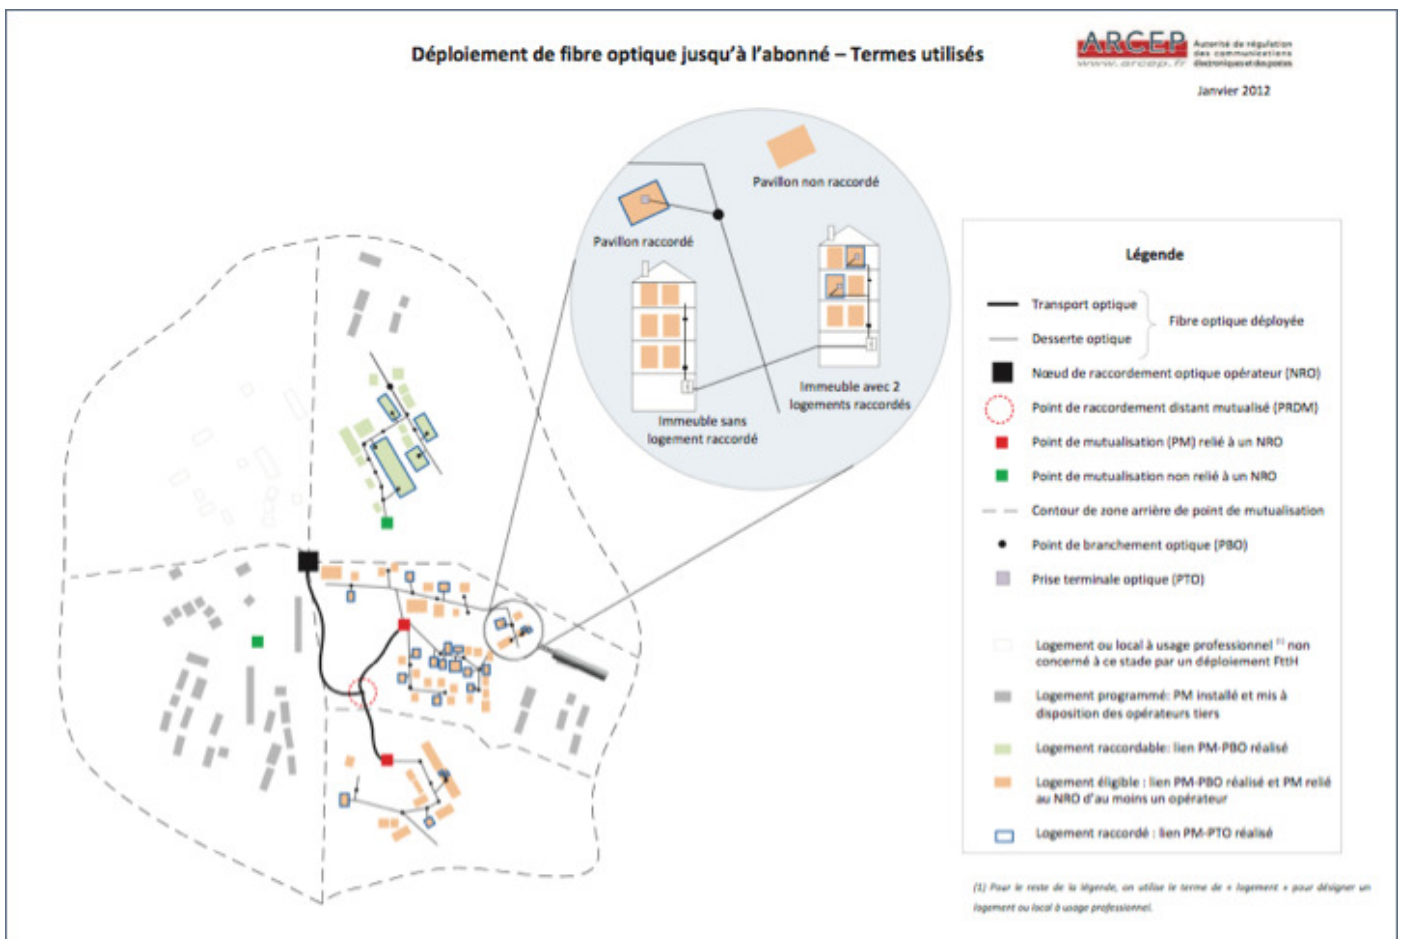 Déploiement de fibre optique jusqu'à l'abonné – Termes utilisés
ARCEP
www.arcep.fr
Autorité de régulation
des communications
électroniques et des postes
Janvier 2012
Pavillon non raccordé
Pavillon raccordé
Immeuble avec 2
logements raccordés
Immeuble sans
logement raccordé
Légende
Transport optique
Fibre optique déployée
Desserte optique
Nœud de raccordement optique opérateur (NRO)
Point de raccordement distant mutualisé (PRDM)
Point de mutualisation (PM) relié à un NRO
Point de mutualisation non relié à un NRO
Contour de zone arrière de point de mutualisation
Point de branchement optique (PBO)
Prise terminale optique (PTO)
Logement ou local à usage professionnel (1) non
concerné à ce stade par un déploiement FttH
Logement programmé: PM installé et mis à
disposition des opérateurs tiers
Logement raccordable: lien PM-PBO réalisé
Logement éligible : lien PM-PBO réalisé et PM relié
au NRO d'au moins un opérateur
Logement raccordé : lien PM-PTO réalisé
(1) Pour le reste de la légende, on utilise le terme de « logement » pour désigner un
logement ou local à usage professionnel.